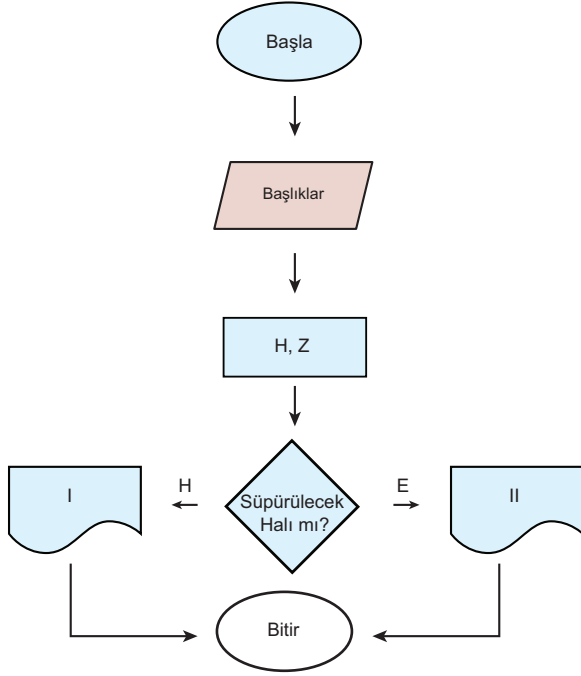 Başla
Başlıklar
H, Z
Süpürülecek
Halı mı?
H
E
I
II
Bitir